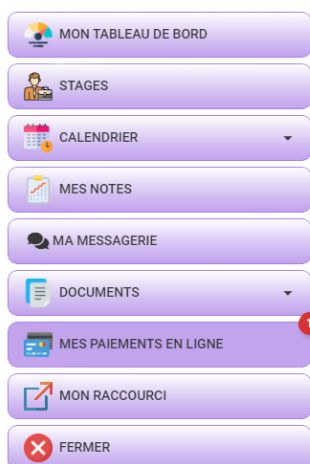 MON TABLEAU DE BORD
STAGES
CALENDRIER
MES NOTES
MA MESSAGERIE
DOCUMENTS
MES PAIEMENTS EN LIGNE
MON RACCOURCI
FERMER